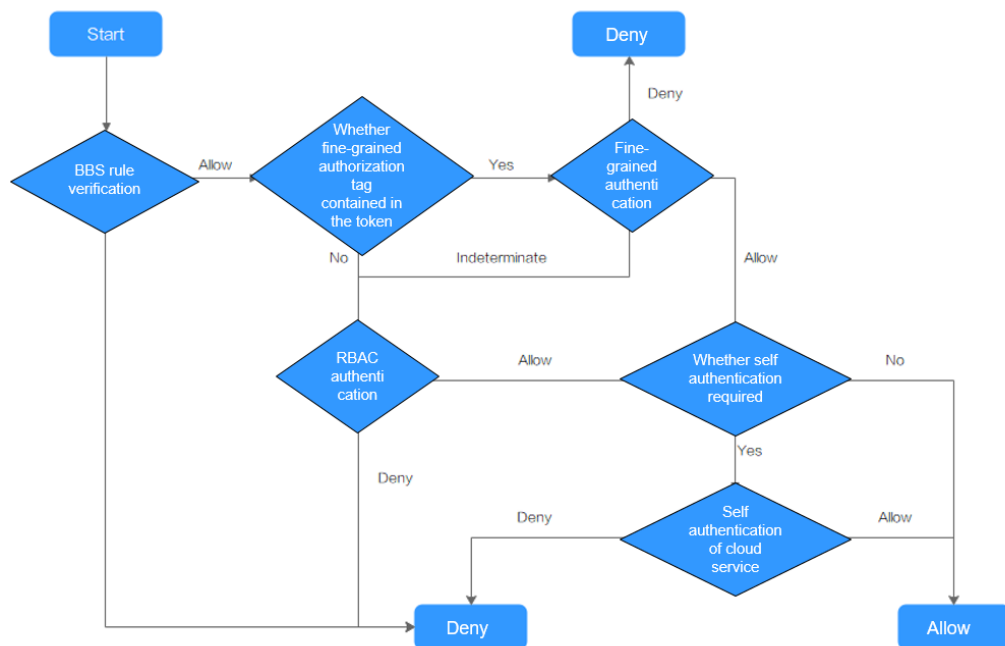 Start
Deny
Deny
BBS rule
verification
Allow
Whether
fine-grained
authorization
tag
contained in
the token
Yes
Fine-
grained
authenti
cation
No
Indeterminate
Allow
RBAC
authenti
cation
Allow
Whether self
authentication
required
No
Deny
Yes
Deny
Self
authentication
of cloud
service
Allow
Deny
Allow